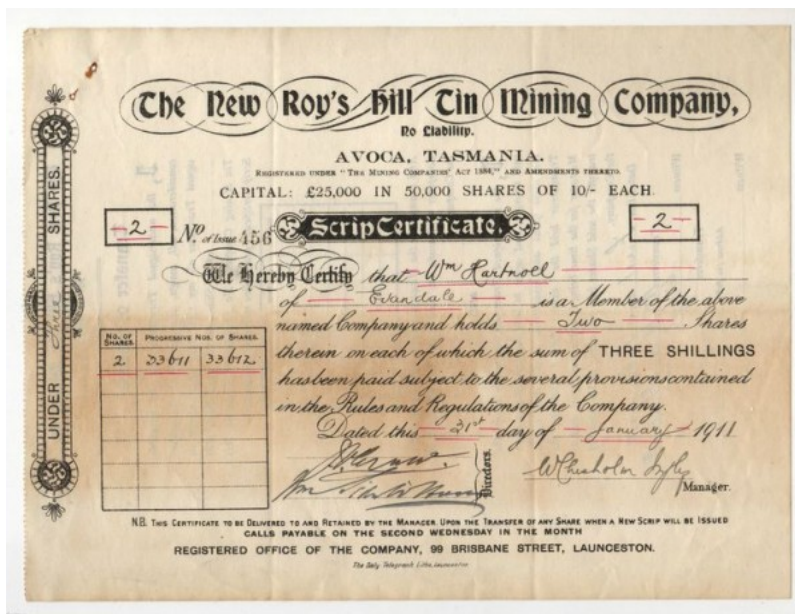 The New Roy's Hill Tin Mining Company,
No Liability.
AVOCA, TASMANIA.
REGISTERED UNDER "THE MINING COMPANIES' ACT 1884," AND AMENDMENTS THERETO.
CAPITAL: £25,000 IN 50,000 SHARES OF 10/- EACH.
2 No of Issue 456 Scrip Certificate. 2
We Hereby Certify that Wm Hartnoll
of Evandale is a Member of the above
named Company and holds Two Shares
therein on each of which the sum of THREE SHILLINGS
has been paid subject to the several provisions contained
in the Rules and Regulations of the Company.
Dated this 31st day of January 1911
UNDER Three SHARES.
NO. OF SHARES. PROGRESSIVE NOS. OF SHARES.
2 33611 33612
Directors.
W Chisholm
Manager.
N.B. THIS CERTIFICATE TO BE DELIVERED TO AND RETAINED BY THE MANAGER UPON THE TRANSFER OF ANY SHARE WHEN A NEW SCRIP WILL BE ISSUED
CALLS PAYABLE ON THE SECOND WEDNESDAY IN THE MONTH
REGISTERED OFFICE OF THE COMPANY, 99 BRISBANE STREET, LAUNCESTON.
The Daily Telegraph Litho. Launceston